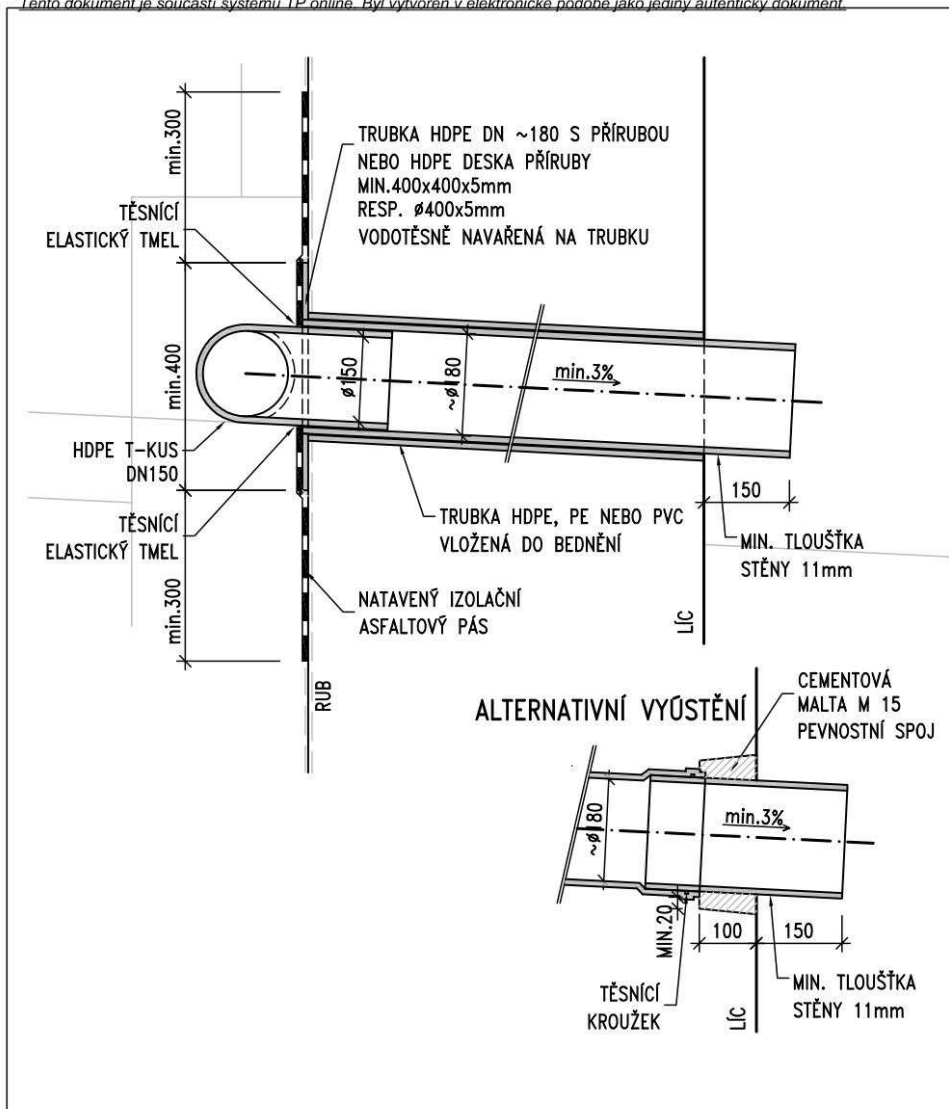 Tento dokument je součástí systému TP online. Byl vytvořen v elektronické podobě jako jediný autentický dokument.
min.300
TRUBKA HDPE DN ~180 S PŘÍRUBOU
NEBO HDPE DESKA PŘÍRUBY
MIN.400x400x5mm
RESP. ø400x5mm
VODOTĚSNĚ NAVAŘENÁ NA TRUBKU
TĚSNÍCÍ
ELASTICKÝ TMEL
min.400
ø150
~ø180
min.3%
HDPE T-KUS
DN150
150
TĚSNÍCÍ
ELASTICKÝ TMEL
TRUBKA HDPE, PE NEBO PVC
VLOŽENÁ DO BEDNĚNÍ
MIN. TLOUŠŤKA
STĚNY 11mm
min.300
NATAVENÝ IZOLAČNÍ
ASFALTOVÝ PÁS
LÍC
RUB
ALTERNATIVNÍ VYÚSTĚNÍ
CEMENTOVÁ
MALTA M 15
PEVNOSTNÍ SPOJ
~ø180
min.3%
MIN.20
100
150
TĚSNÍCÍ
KROUŽEK
LÍC
MIN. TLOUŠŤKA
STĚNY 11mm